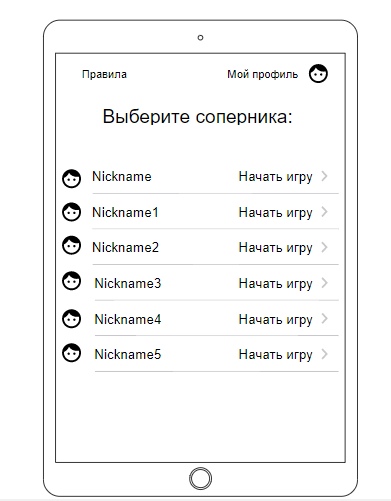 Правила Мой профиль
Выберите соперника:
Nickname Начать игру
Nickname1 Начать игру
Nickname2 Начать игру
Nickname3 Начать игру
Nickname4 Начать игру
Nickname5 Начать игру